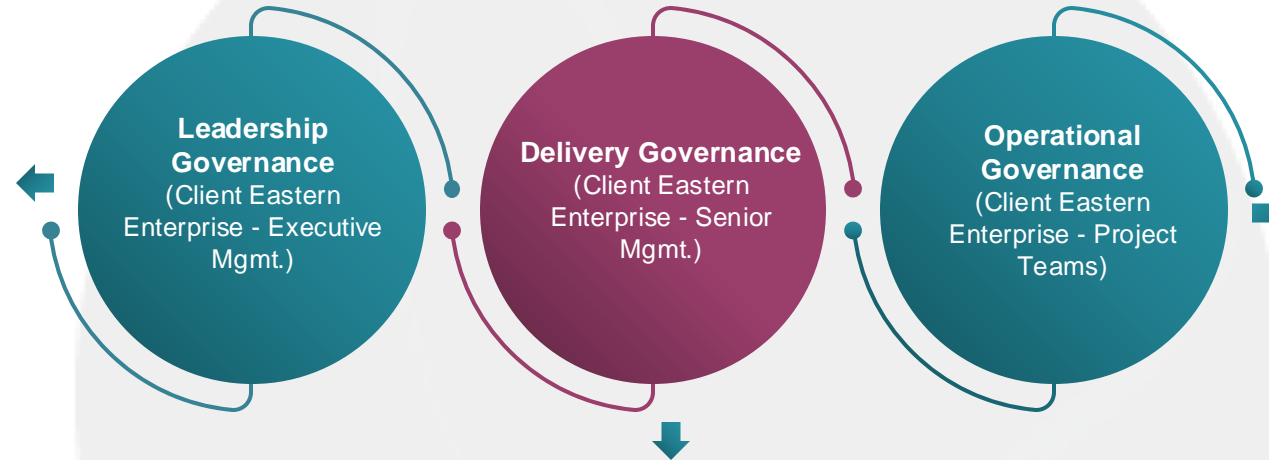 Leadership
Governance
(Client Eastern
Enterprise - Executive
Mgmt.)
Delivery Governance
(Client Eastern
Enterprise - Senior
Mgmt.)
Operational
Governance
(Client Eastern
Enterprise - Project
Teams)